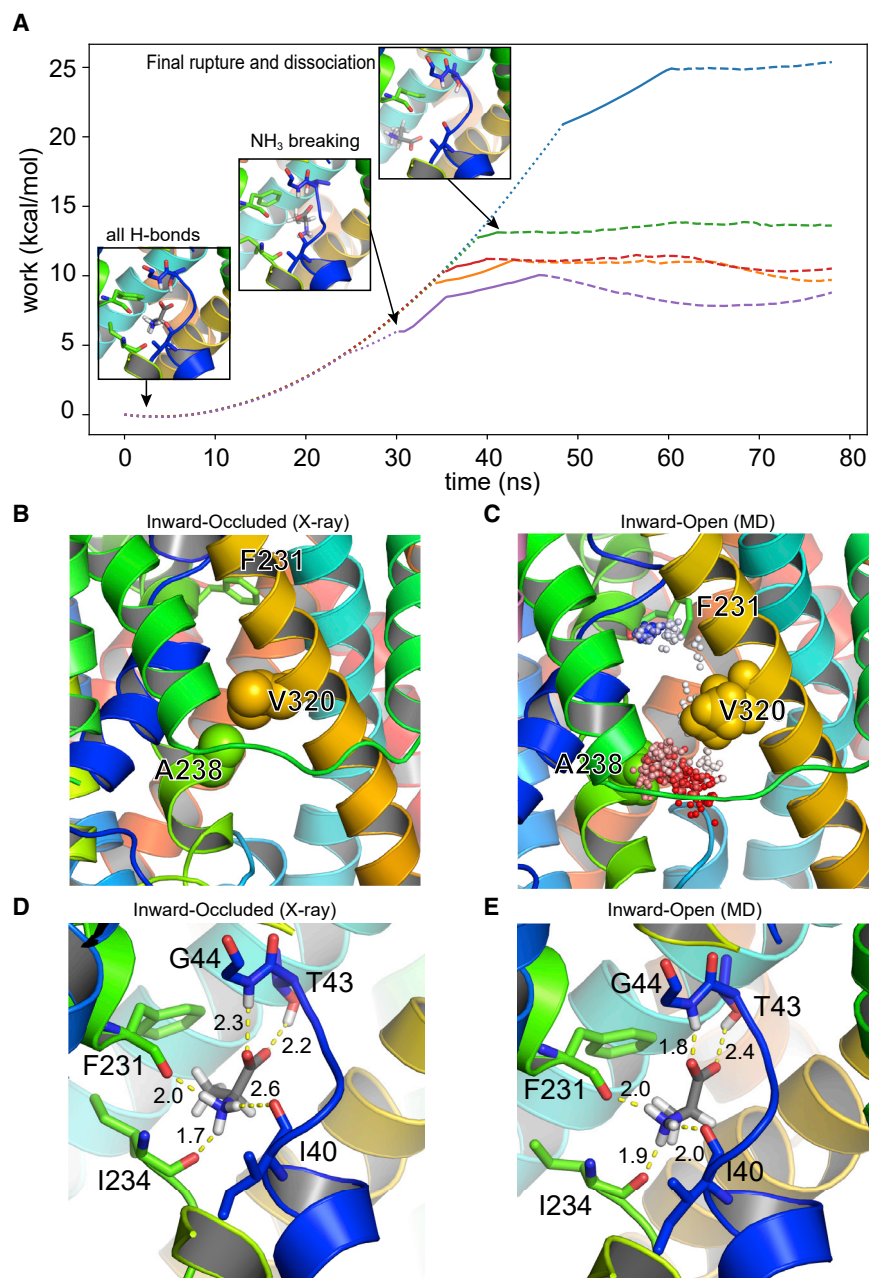 A
work (kcal/mol)
25
20
15
10
5
0
Final rupture and dissociation
NH₃ breaking
all H-bonds
0 10 20 30 40 50 60 70 80
time (ns)
B
Inward-Occluded (X-ray)
F231
V320
A238
C
Inward-Open (MD)
F231
V320
A238
D
Inward-Occluded (X-ray)
G44
T43
2.3
2.2
F231
2.0
2.6
1.7
I40
I234
E
Inward-Open (MD)
G44
T43
1.8
2.4
F231
2.0
1.9
2.0
I40
I234